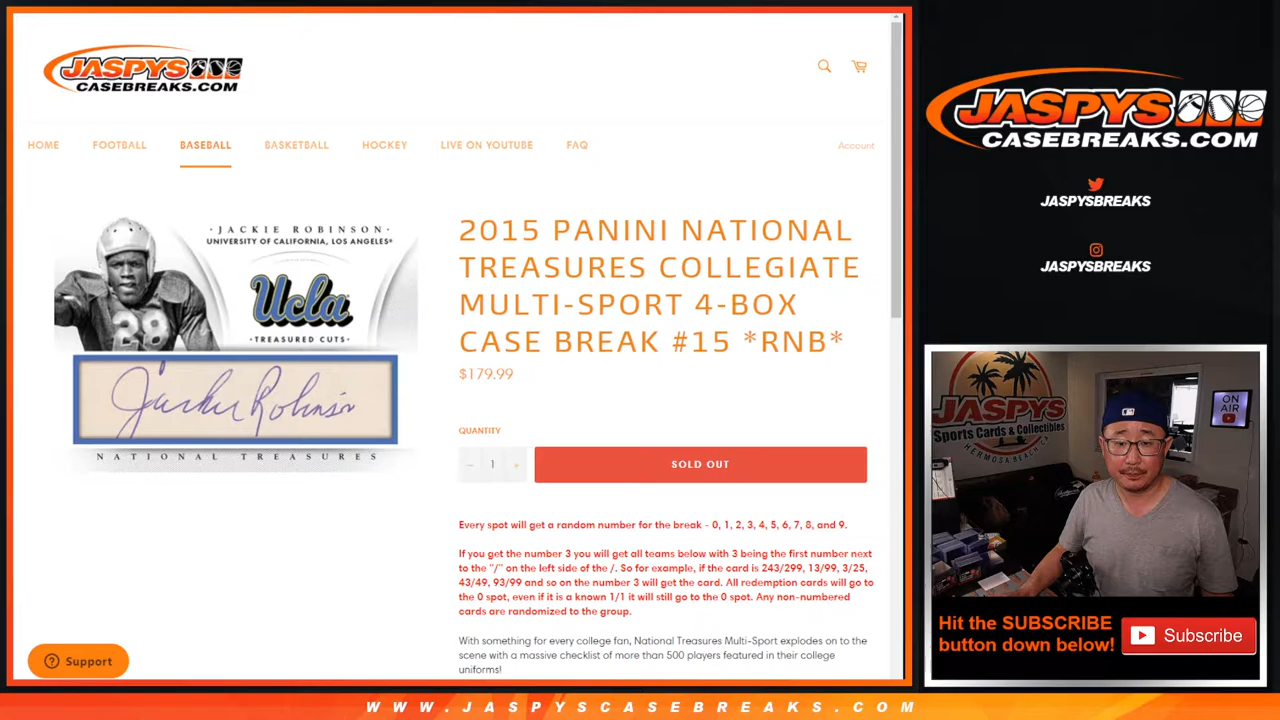 JASPYS
CASEBREAKS.COM
HOME
FOOTBALL
BASEBALL
BASKETBALL
HOCKEY
LIVE ON YOUTUBE
FAQ
Account
· JACKIE ROBINSON ·
UNIVERSITY OF CALIFORNIA, LOS ANGELES®
Ucla
28
· TREASURED CUTS ·
Jackie Robinson
NATIONAL TREASURES
2015 PANINI NATIONAL
TREASURES COLLEGIATE
MULTI-SPORT 4-BOX
CASE BREAK #15 *RNB*
$179.99
QUANTITY
− 1 +
SOLD OUT
Every spot will get a random number for the break - 0, 1, 2, 3, 4, 5, 6, 7, 8, and 9.
If you get the number 3 you will get all teams below with 3 being the first number next
to the "/" on the left side of the /. So for example, if the card is 243/299, 13/99, 3/25,
43/49, 93/99 and so on the number 3 will get the card. All redemption cards will go to
the 0 spot, even if it is a known 1/1 it will still go to the 0 spot. Any non-numbered
cards are randomized to the group.
With something for every college fan, National Treasures Multi-Sport explodes on to the
scene with a massive checklist of more than 500 players featured in their college
uniforms!
Support
JASPYS
CASEBREAKS.COM
JASPYSBREAKS
JASPYSBREAKS
JASPYS
Sports Cards & Collectibles
HERMOSA BEACH, CA
ON
AIR
Hit the SUBSCRIBE
button down below!
Subscribe
WWW.JASPYSCASEBREAKS.COM